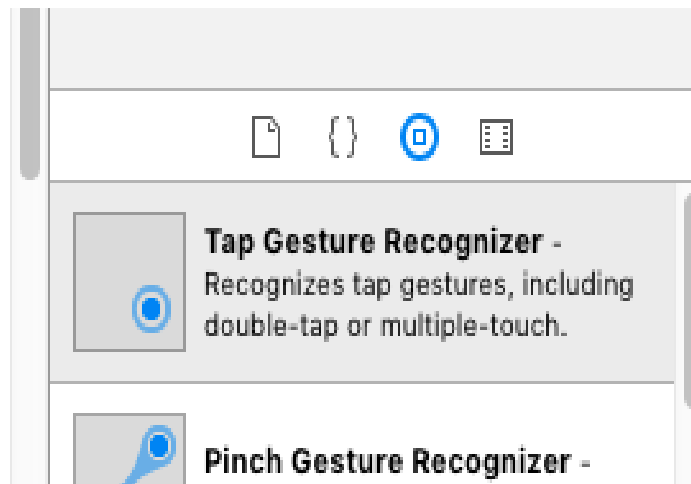 Tap Gesture Recognizer -
Recognizes tap gestures, including
double-tap or multiple-touch.
Pinch Gesture Recognizer -